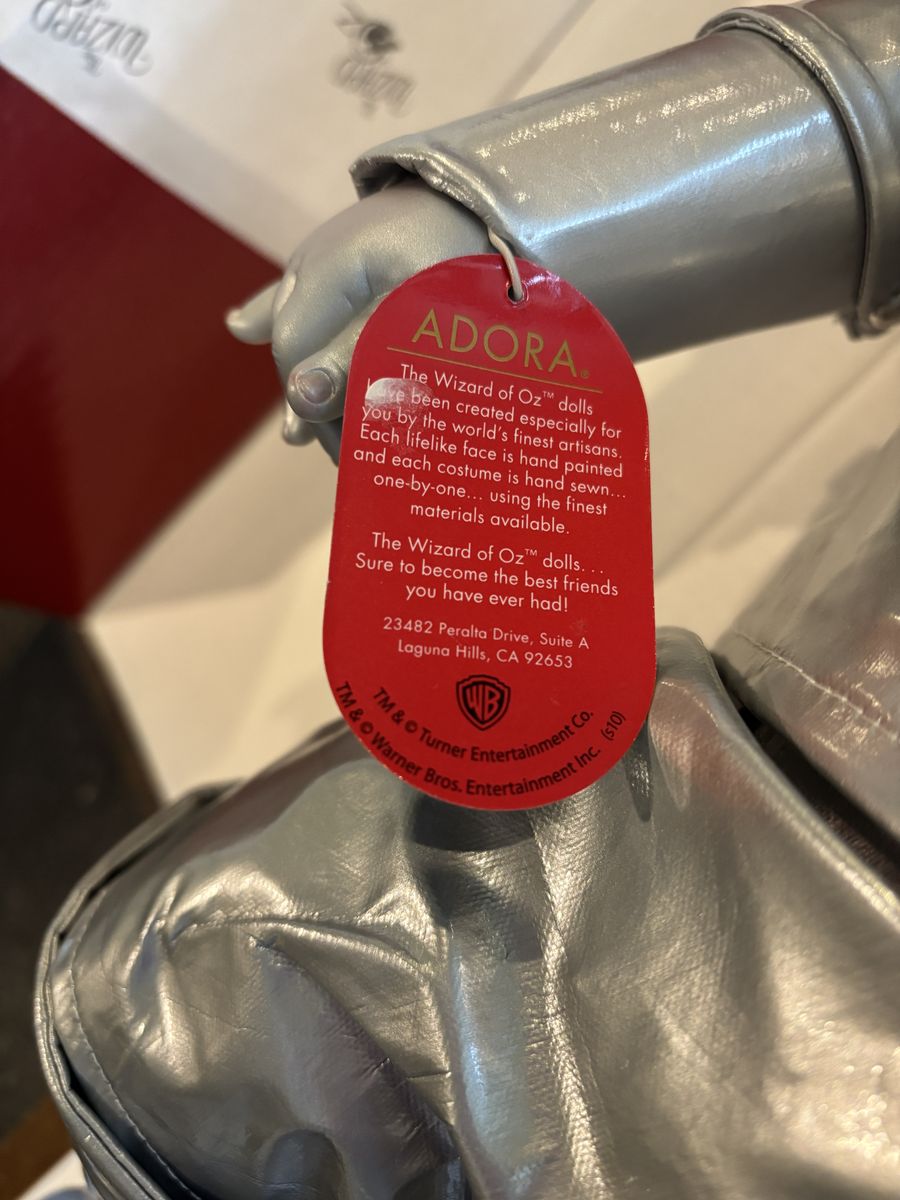 WIZARD
ADORA®
The Wizard of Oz™ dolls
have been created especially for
you by the world's finest artisans.
Each lifelike face is hand painted
and each costume is hand sewn...
one-by-one... using the finest
materials available.
The Wizard of Oz™ dolls. . .
Sure to become the best friends
you have ever had!
23482 Peralta Drive, Suite A
Laguna Hills, CA 92653
WB
TM & © Turner Entertainment Co.
TM & © Warner Bros. Entertainment Inc. (s10)